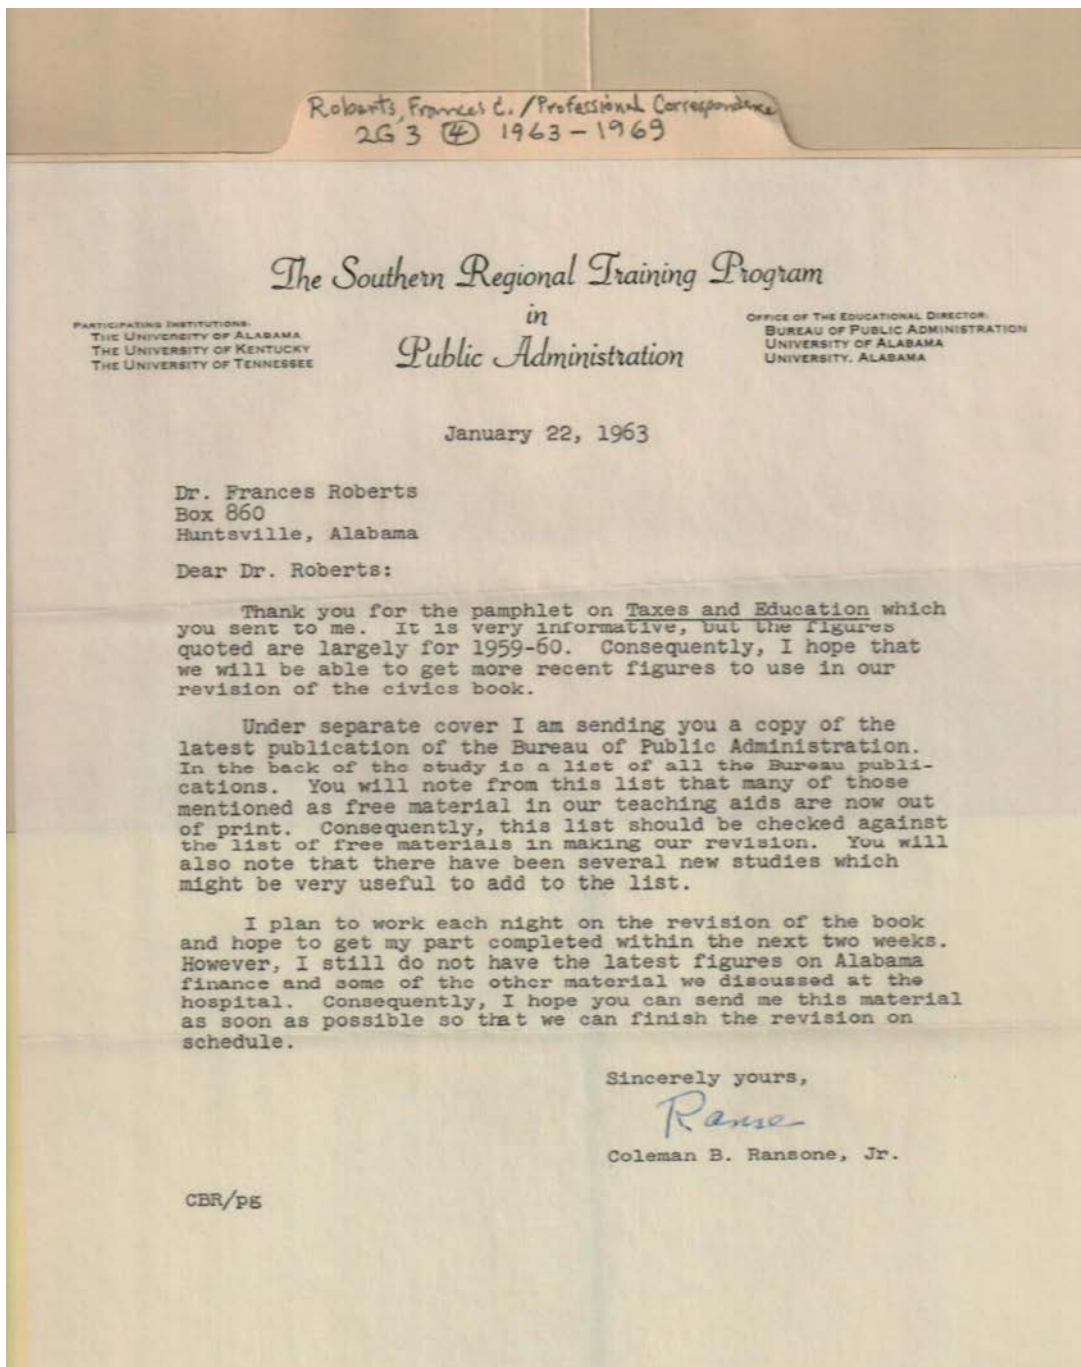 Roberts, Frances C. / Professional Correspondence
2G 3 (4) 1963-1969
The Southern Regional Training Program
in
Public Administration
PARTICIPATING INSTITUTIONS:
THE UNIVERSITY OF ALABAMA
THE UNIVERSITY OF KENTUCKY
THE UNIVERSITY OF TENNESSEE
OFFICE OF THE EDUCATIONAL DIRECTOR:
BUREAU OF PUBLIC ADMINISTRATION
UNIVERSITY OF ALABAMA
UNIVERSITY, ALABAMA
January 22, 1963
Dr. Frances Roberts
Box 860
Huntsville, Alabama
Dear Dr. Roberts:
Thank you for the pamphlet on Taxes and Education which
you sent to me. It is very informative, but the figures
quoted are largely for 1959-60. Consequently, I hope that
we will be able to get more recent figures to use in our
revision of the civics book.
Under separate cover I am sending you a copy of the
latest publication of the Bureau of Public Administration.
In the back of the study is a list of all the Bureau publi-
cations. You will note from this list that many of those
mentioned as free material in our teaching aids are now out
of print. Consequently, this list should be checked against
the list of free materials in making our revision. You will
also note that there have been several new studies which
might be very useful to add to the list.
I plan to work each night on the revision of the book
and hope to get my part completed within the next two weeks.
However, I still do not have the latest figures on Alabama
finance and some of the other material we discussed at the
hospital. Consequently, I hope you can send me this material
as soon as possible so that we can finish the revision on
schedule.
Sincerely yours,
Ranse
Coleman B. Ransone, Jr.
CBR/pg